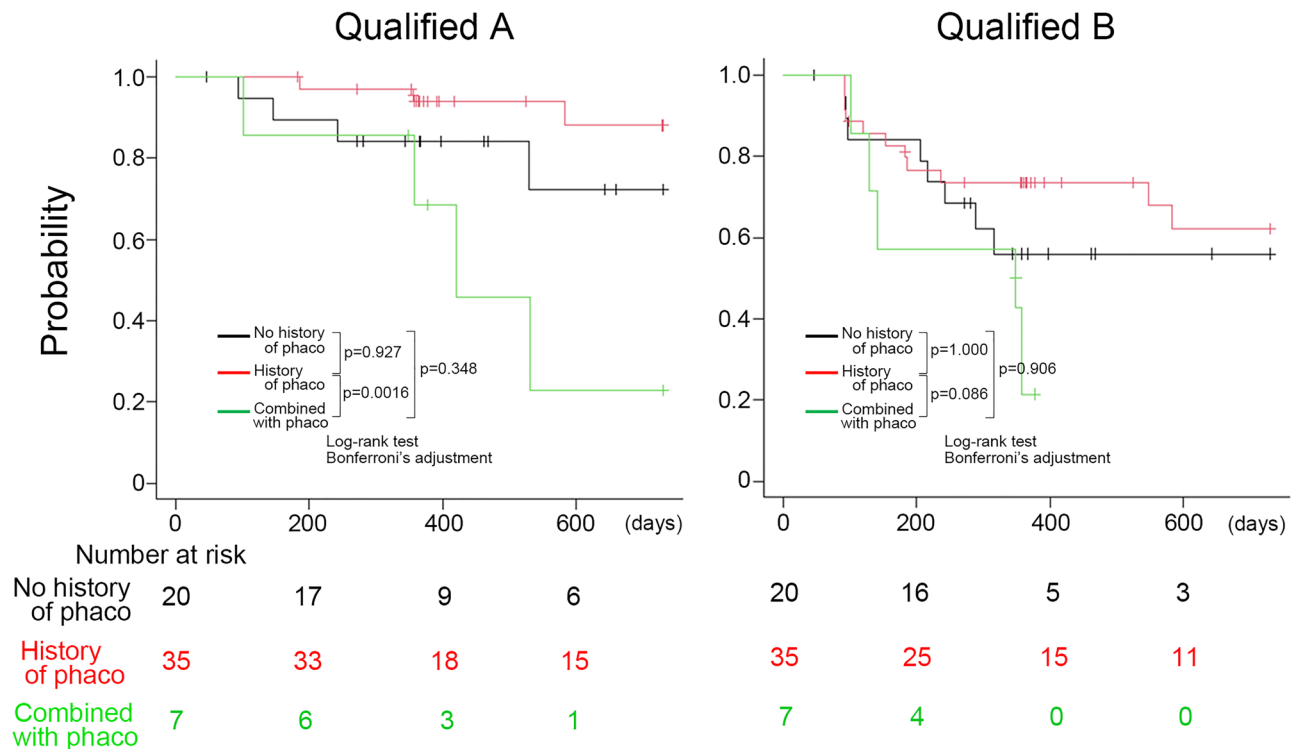 Qualified A
Qualified B
Probability
1.0
0.8
0.6
0.4
0.2
0
0
200
400
600
(days)
No history
of phaco
History
of phaco
Combined
with phaco
p=0.927
p=0.0016
p=0.348
Log-rank test
Bonferroni's adjustment
1.0
0.8
0.6
0.4
0.2
0
0
200
400
600
(days)
No history
of phaco
History
of phaco
Combined
with phaco
p=1.000
p=0.086
p=0.906
Log-rank test
Bonferroni's adjustment
Number at risk
No history
of phaco
20 17 9 6 20 16 5 3
History
of phaco
35 33 18 15 35 25 15 11
Combined
with phaco
7 6 3 1 7 4 0 0